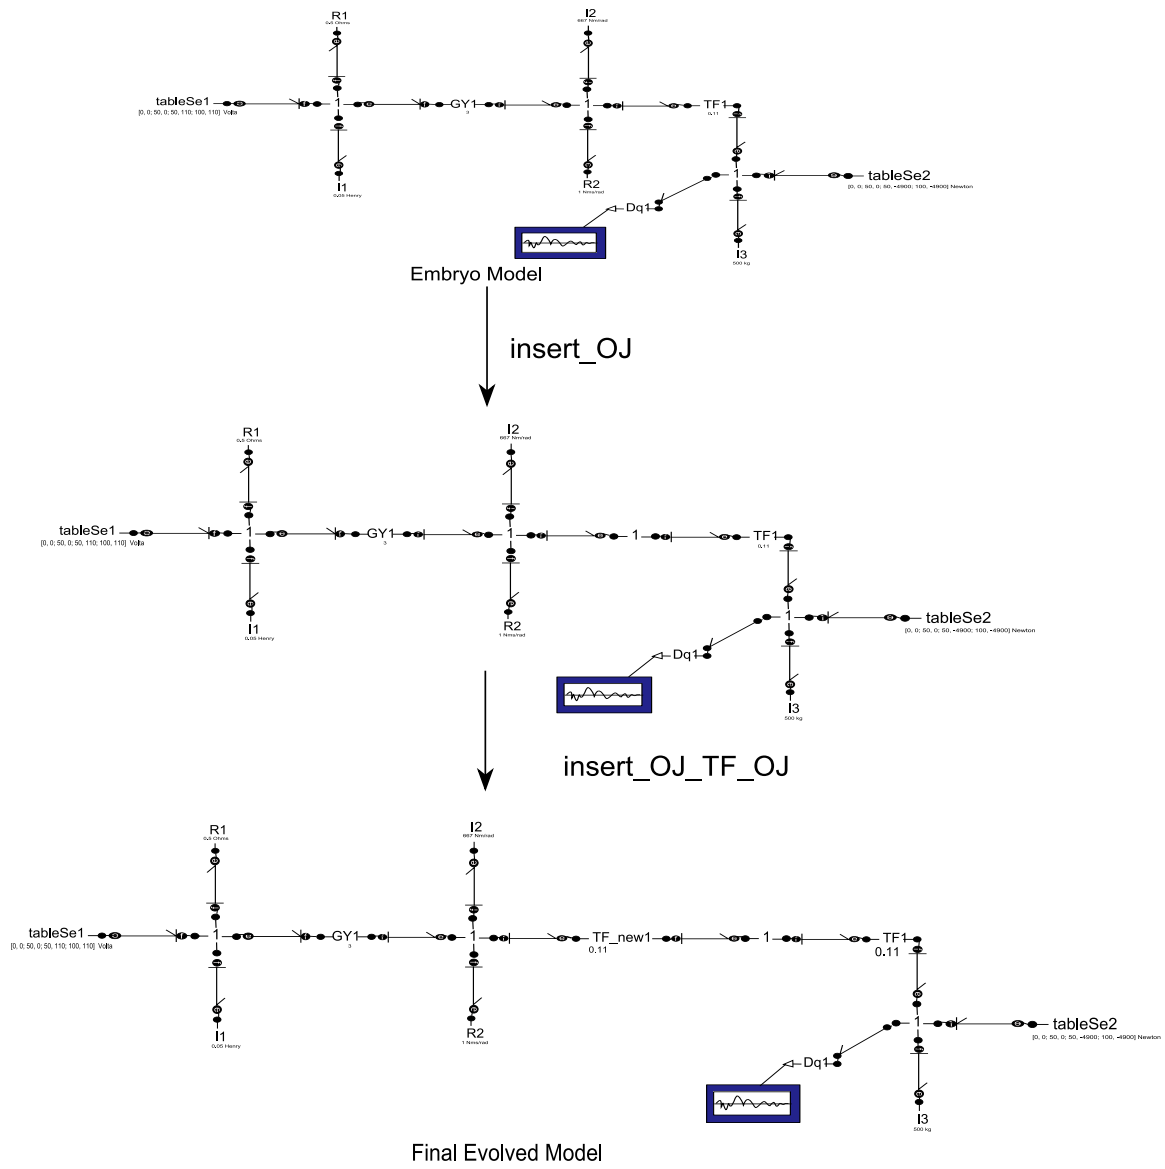 R1
0.5 Ohms
I2
667 Nm/rad
tableSe1
[0, 0; 50, 0; 50, 110; 100, 110] Volta
1
GY1
3
1
TF1
0.11
I1
0.05 Henry
R2
1 Nms/rad
1
tableSe2
[0, 0; 50, 0; 50, -4900; 100, -4900] Newton
Dq1
I3
500 kg
Embryo Model
insert_OJ
R1
0.5 Ohms
I2
667 Nm/rad
tableSe1
[0, 0; 50, 0; 50, 110; 100, 110] Volta
1
GY1
3
1
1
TF1
0.11
I1
0.05 Henry
R2
1 Nms/rad
1
tableSe2
[0, 0; 50, 0; 50, -4900; 100, -4900] Newton
Dq1
I3
500 kg
insert_OJ_TF_OJ
R1
0.5 Ohms
I2
667 Nm/rad
tableSe1
[0, 0; 50, 0; 50, 110; 100, 110] Volta
1
GY1
3
1
TF_new1
0.11
1
TF1
0.11
I1
0.05 Henry
R2
1 Nms/rad
1
tableSe2
[0, 0; 50, 0; 50, -4900; 100, -4900] Newton
Dq1
I3
500 kg
Final Evolved Model